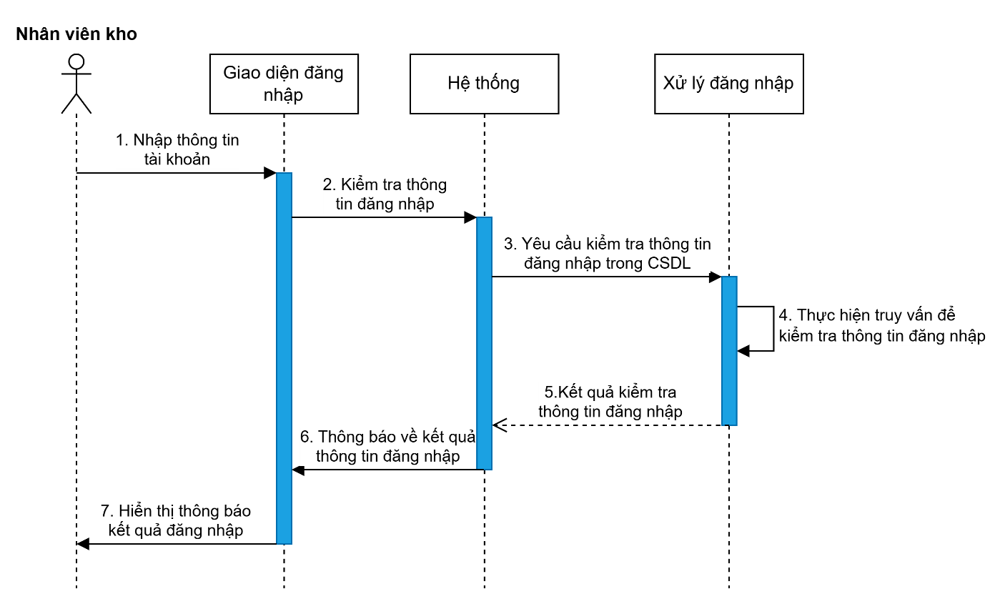 Nhân viên kho
Giao diện đăng
nhập
Hệ thống
Xử lý đăng nhập
1. Nhập thông tin
tài khoản
2. Kiểm tra thông
tin đăng nhập
3. Yêu cầu kiểm tra thông tin
đăng nhập trong CSDL
4. Thực hiện truy vấn để
kiểm tra thông tin đăng nhập
5.Kết quả kiểm tra
thông tin đăng nhập
6. Thông báo về kết quả
thông tin đăng nhập
7. Hiển thị thông báo
kết quả đăng nhập